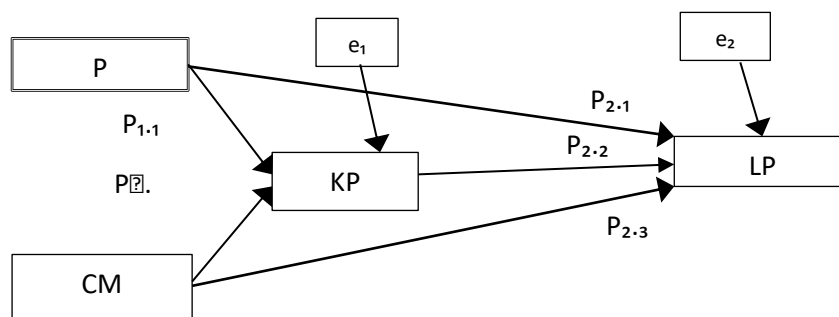 e₁
e₂
P
P₂.₁
P₁.₁
P₂.₂
KP
LP
P⍰.
P₂.₃
CM